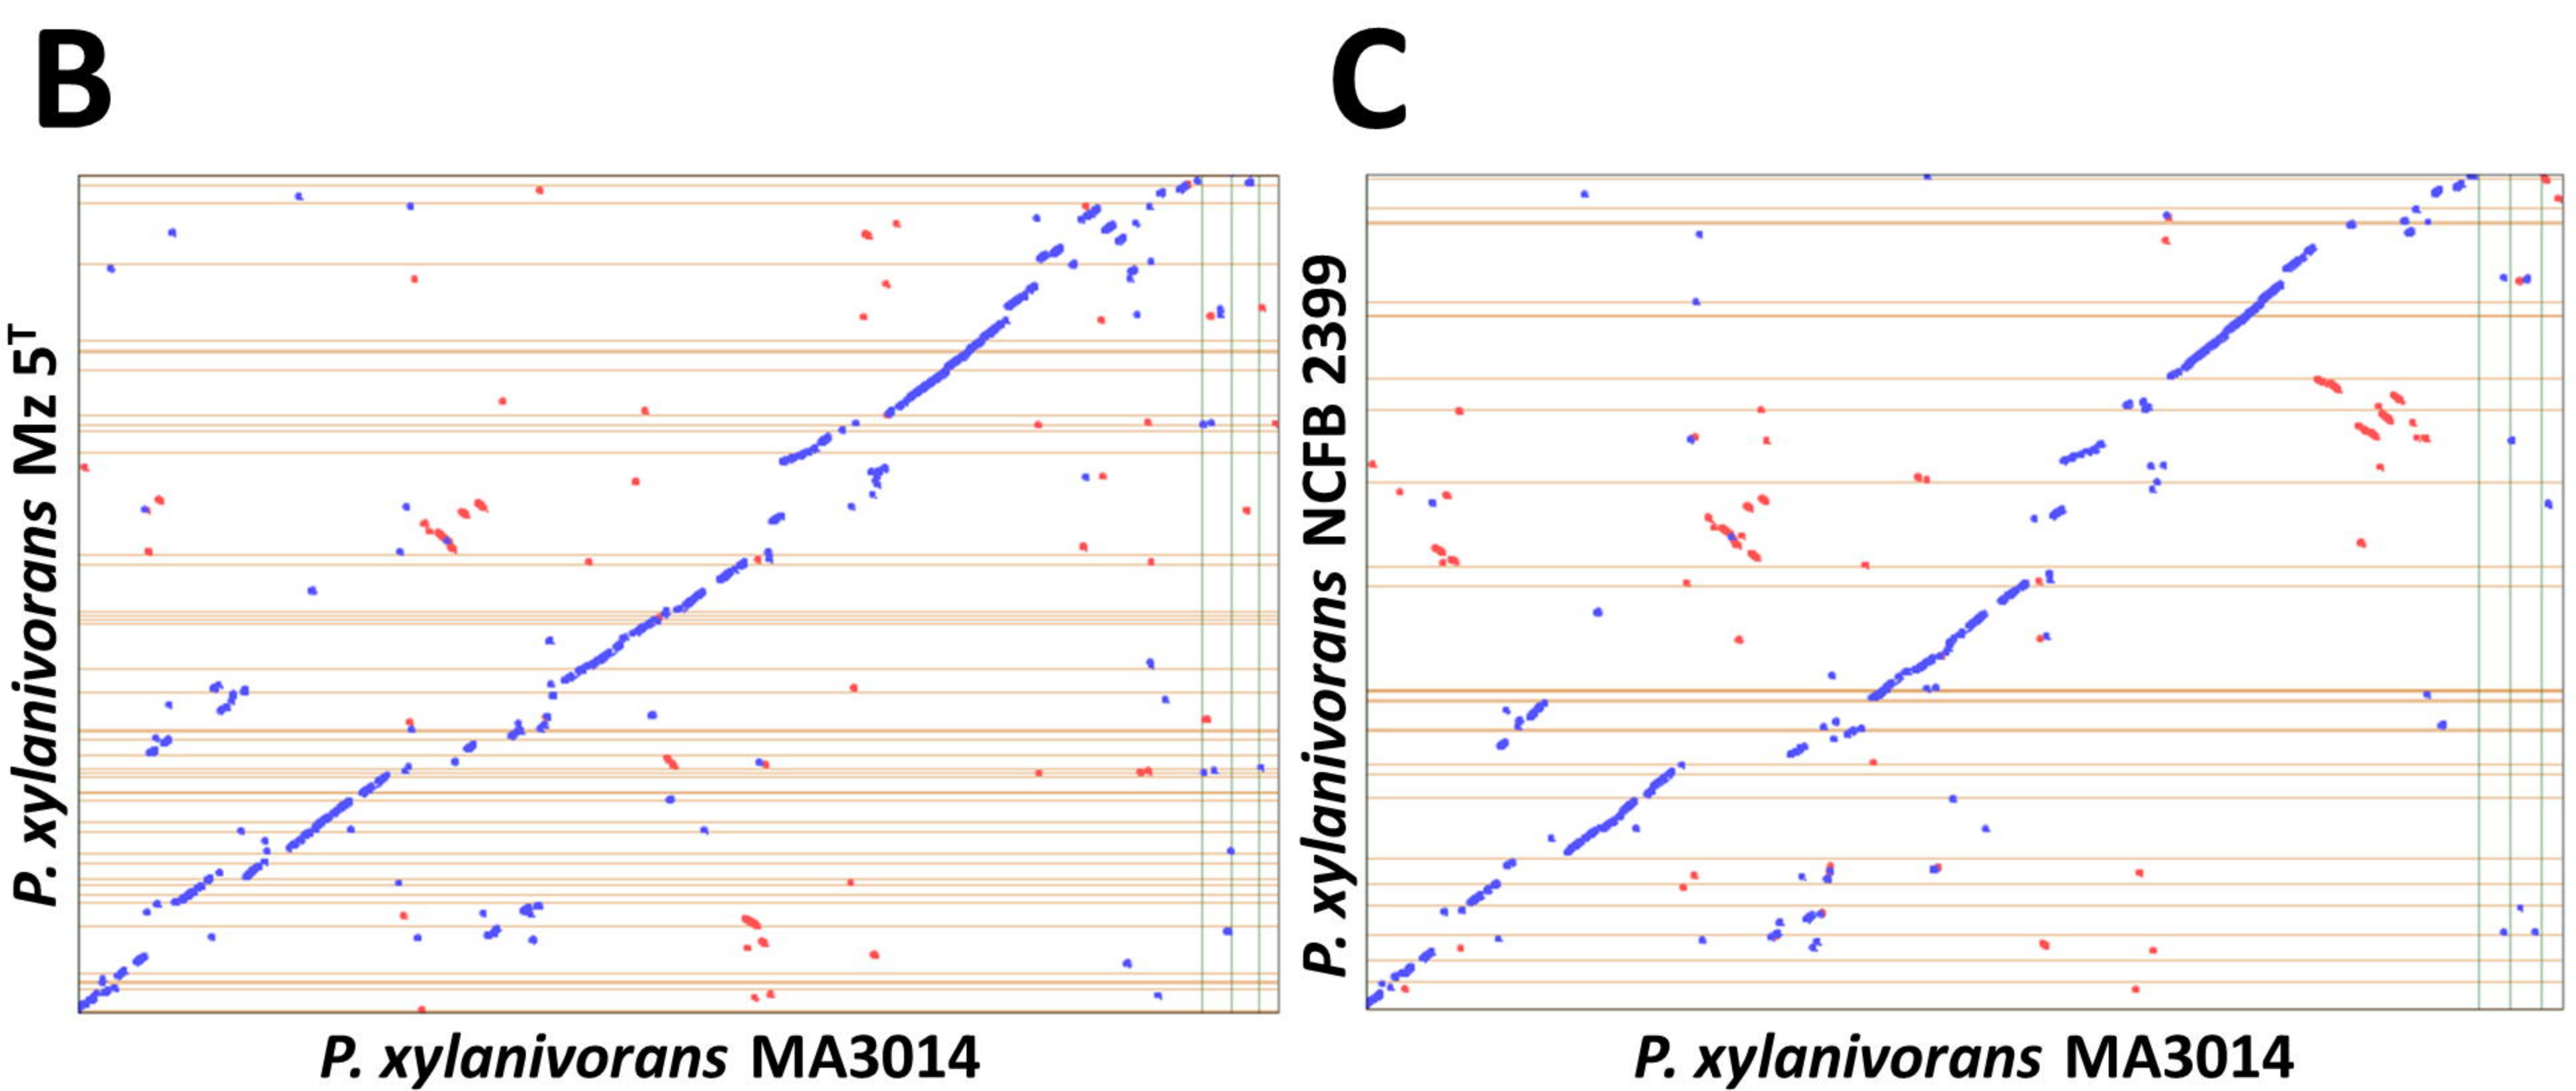 B
C
P. xylanivorans Mz 5ᵀ
P. xylanivorans NCFB 2399
P. xylanivorans MA3014
P. xylanivorans MA3014